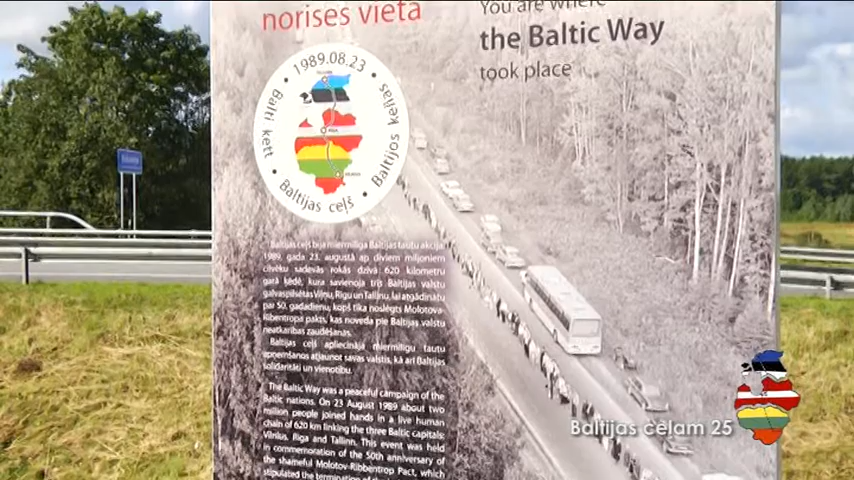 norises vieta
You are where
the Baltic Way
took place
1989.08.23
Balti kett
Baltijas ceļš
Baltijos kelias
Baltijas ceļš bija miermīlīga Baltijas tautu akcija.
1989. gada 23. augustā ap diviem miljoniem
cilvēku sadevās rokās dzīvā 620 kilometru
garā ķēdē, kura savienoja trīs Baltijas valstu
galvaspilsētas Viļņu, Rīgu un Tallinu, lai atgādinātu
par 50. gadadienu, kopš tika noslēgts Molotova-
Ribentropa pakts, kas noveda pie Baltijas valstu
neatkarības zaudēšanas.
Baltijas ceļš apliecināja miermīlīgu tautu
apņemšanos atjaunot savas valstis, kā arī Baltijas
solidaritāti un vienotību.
The Baltic Way was a peaceful campaign of the
Baltic nations. On 23 August 1989 about two
million people joined hands in a live human
chain of 620 km linking the three Baltic capitals:
Vilnius, Riga and Tallinn. This event was held
in commemoration of the 50th anniversary of
the shameful Molotov-Ribbentrop Pact, which
stipulated the termination of the
Baltijas ceļam 25